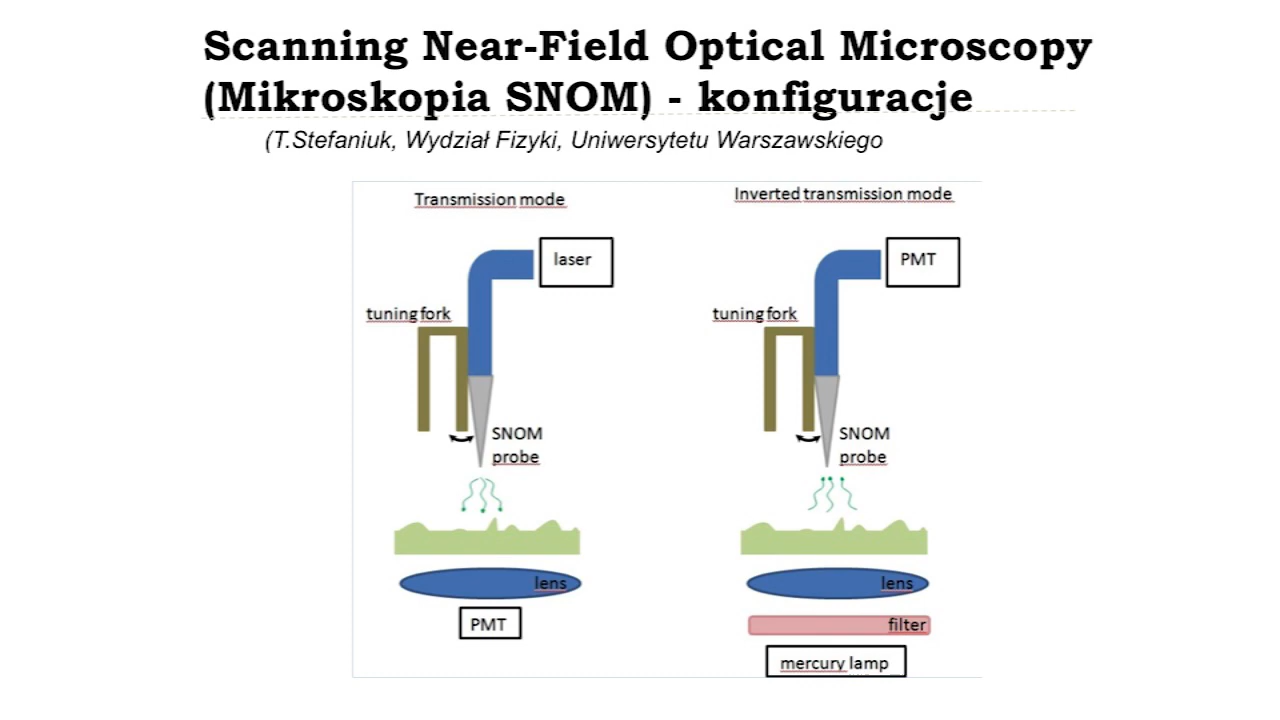 Scanning Near-Field Optical Microscopy
(Mikroskopia SNOM) - konfiguracje
(T.Stefaniuk, Wydział Fizyki, Uniwersytetu Warszawskiego
Transmission mode
laser
tuning fork
SNOM
probe
lens
PMT
Inverted transmission mode
PMT
tuning fork
SNOM
probe
lens
filter
mercury lamp